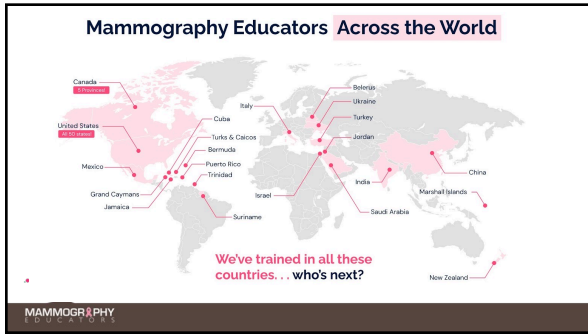 Mammography Educators Across the World
Canada
5 Provinces!
United States
All 50 states!
Mexico
Grand Caymans
Jamaica
Cuba
Turks & Caicos
Bermuda
Puerto Rico
Trinidad
Suriname
Italy
Israel
Belerus
Ukraine
Turkey
Jordan
Saudi Arabia
India
China
Marshall Islands
New Zealand
We've trained in all these
countries. . . who's next?
MAMMOGRAPHY
EDUCATORS